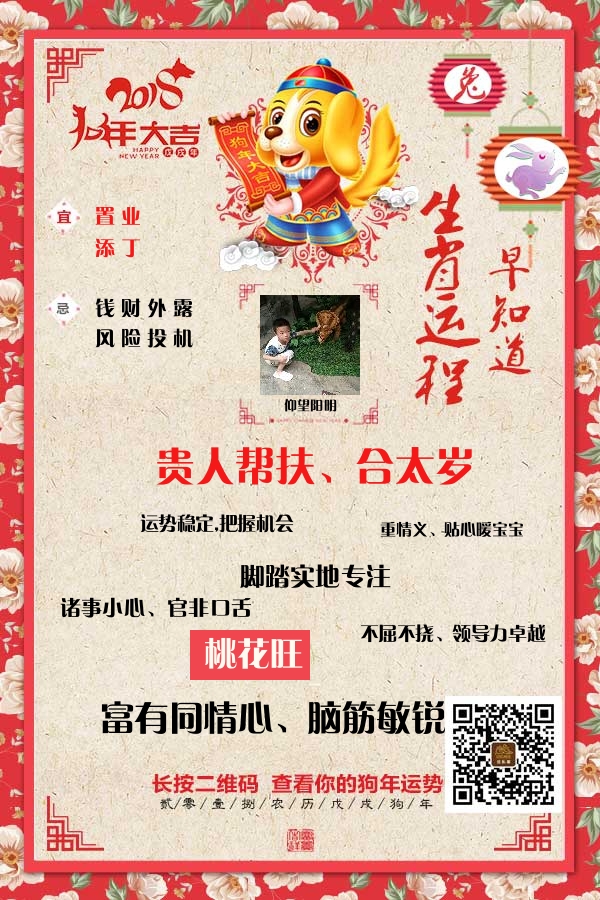 2018
狗年大吉
HAPPY
NEW YEAR 戊戌年
狗年大吉
兔
生肖运程
早知道
宜
置业
添丁
忌
钱财外露
风险投机
仰望阳明
HAPPY CHINESE NEW YEAR
贵人帮扶、合太岁
运势稳定,把握机会
重情义、贴心暖宝宝
脚踏实地专注
诸事小心、官非口舌
不屈不挠、领导力卓越
桃花旺
富有同情心、脑筋敏锐
长按二维码 查看你的狗年运势
贰/零/壹/捌/农/历/戊/戌/狗/年